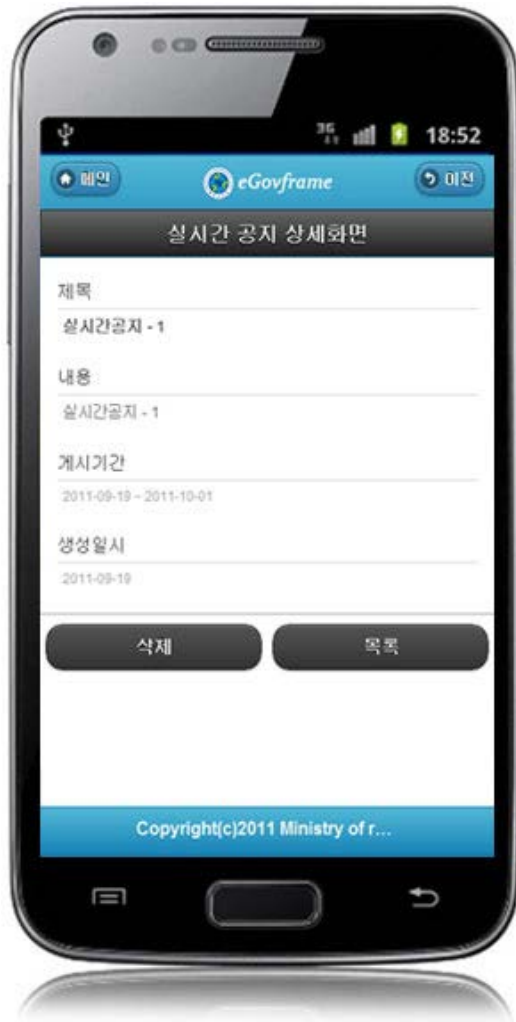 3G
18:52
메인
eGovframe
이전
실시간 공지 상세화면
제목
실시간공지 - 1
내용
실시간공지 - 1
게시기간
2011-09-19 ~ 2011-10-01
생성일시
2011-09-19
삭제
목록
Copyright(c)2011 Ministry of r...